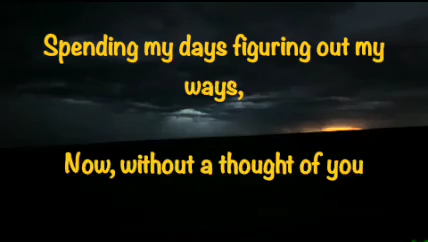 Spending my days figuring out my
ways,
Now, without a thought of you